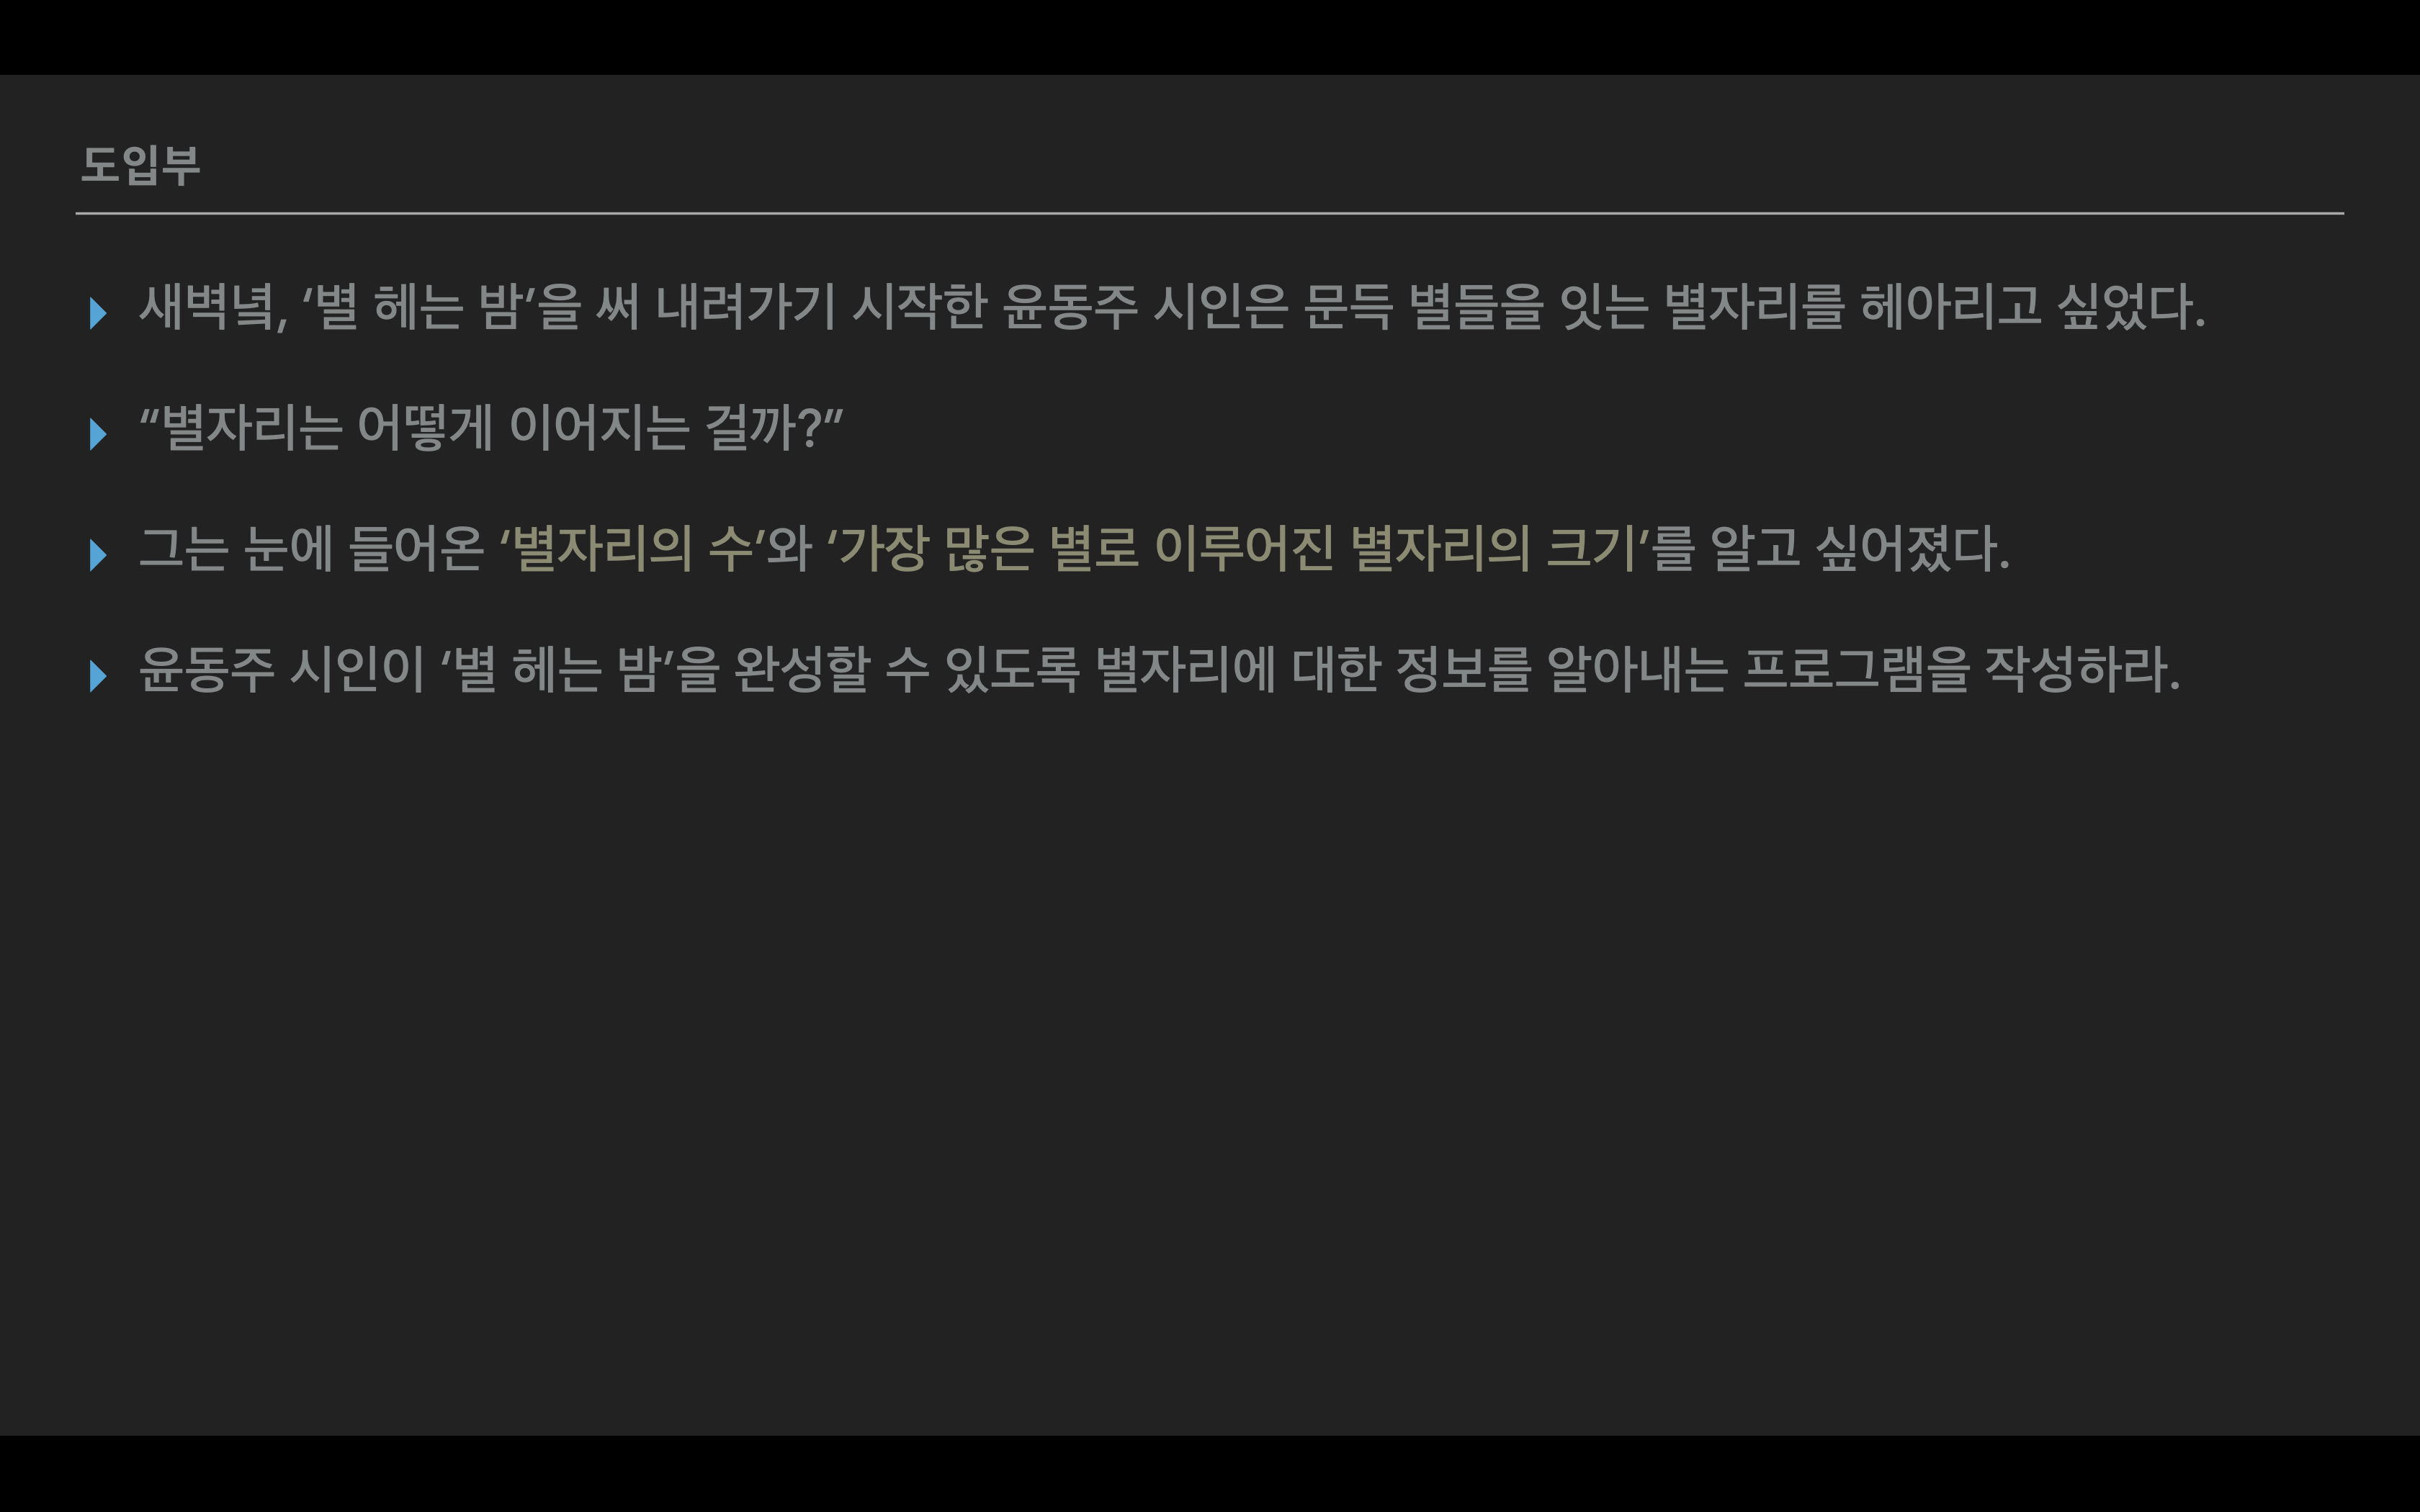 도입부
새벽녘, ‘별 헤는 밤’을 써 내려가기 시작한 윤동주 시인은 문득 별들을 잇는 별자리를 헤아리고 싶었다.
“별자리는 어떻게 이어지는 걸까?”
그는 눈에 들어온 ‘별자리의 수’와 ‘가장 많은 별로 이루어진 별자리의 크기’를 알고 싶어졌다.
윤동주 시인이 ‘별 헤는 밤’을 완성할 수 있도록 별자리에 대한 정보를 알아내는 프로그램을 작성하라.